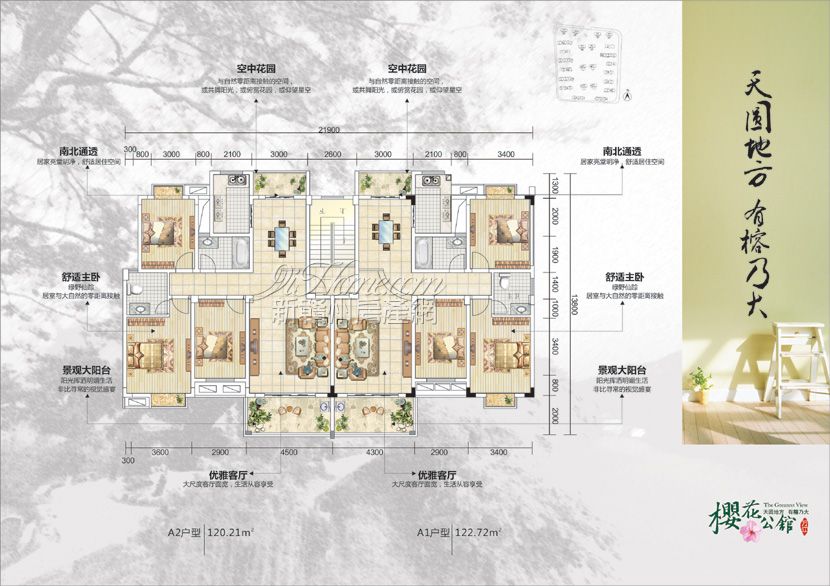 空中花园
与自然零距离接触的空间，
或共舞阳光，或俯赏花园，或仰望星空
空中花园
与自然零距离接触的空间，
或共舞阳光，或俯赏花园，或仰望星空
21900
300 800 3000 800 2100 3000 2600 3000 2100 800 3400
南北通透
居家亮堂明净，舒适居住空间
南北通透
居家亮堂明净，舒适居住空间
舒适主卧
绿野仙踪
居室与大自然的零距离接触
舒适主卧
绿野仙踪
居室与大自然的零距离接触
景观大阳台
阳光挥洒明媚生活
非比寻常的视觉盛宴
景观大阳台
阳光挥洒明媚生活
非比寻常的视觉盛宴
1300
2000
1900
1400
1000
3400
800
2000
13800
JiHome.com
新赣州房产网
300 3600 2900 4500 4300 2900 3400
优雅客厅
大尺度客厅面宽，生活从容享受
优雅客厅
大尺度客厅面宽，生活从容享受
A2户型 120.21m²
A1户型 122.72m²
天圆地方 有榕乃大
The Greatest View
天圆地方 有榕乃大
樱花公馆